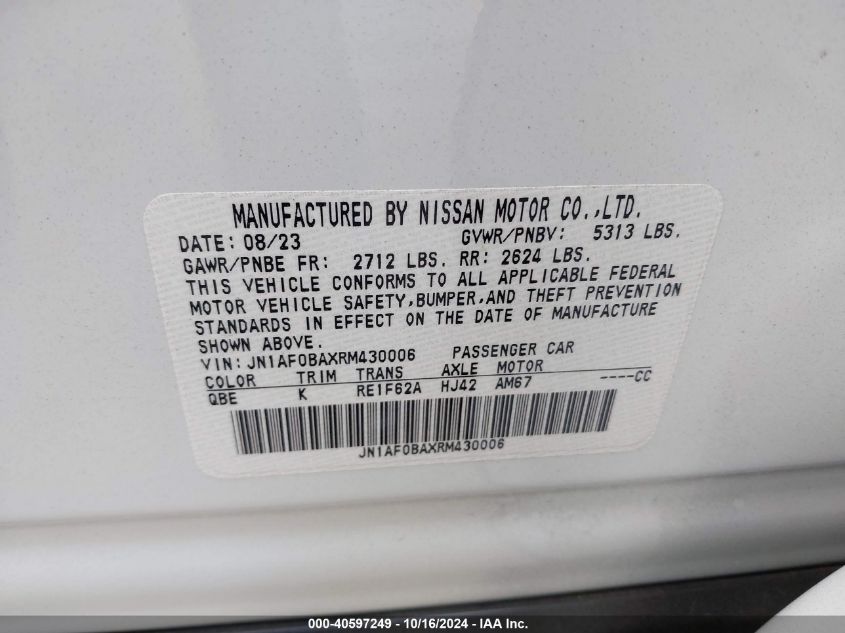 MANUFACTURED BY NISSAN MOTOR CO.,LTD.
DATE: 08/23 GVWR/PNBV: 5313 LBS.
GAWR/PNBE FR: 2712 LBS. RR: 2624 LBS.
THIS VEHICLE CONFORMS TO ALL APPLICABLE FEDERAL
MOTOR VEHICLE SAFETY,BUMPER,AND THEFT PREVENTION
STANDARDS IN EFFECT ON THE DATE OF MANUFACTURE
SHOWN ABOVE.
VIN: JN1AF0BAXRM430006 PASSENGER CAR
COLOR TRIM TRANS AXLE MOTOR
QBE K RE1F62A HJ42 AM67 ----CC
JN1AF0BAXRM430006
000-40597249 - 10/16/2024 - IAA Inc.